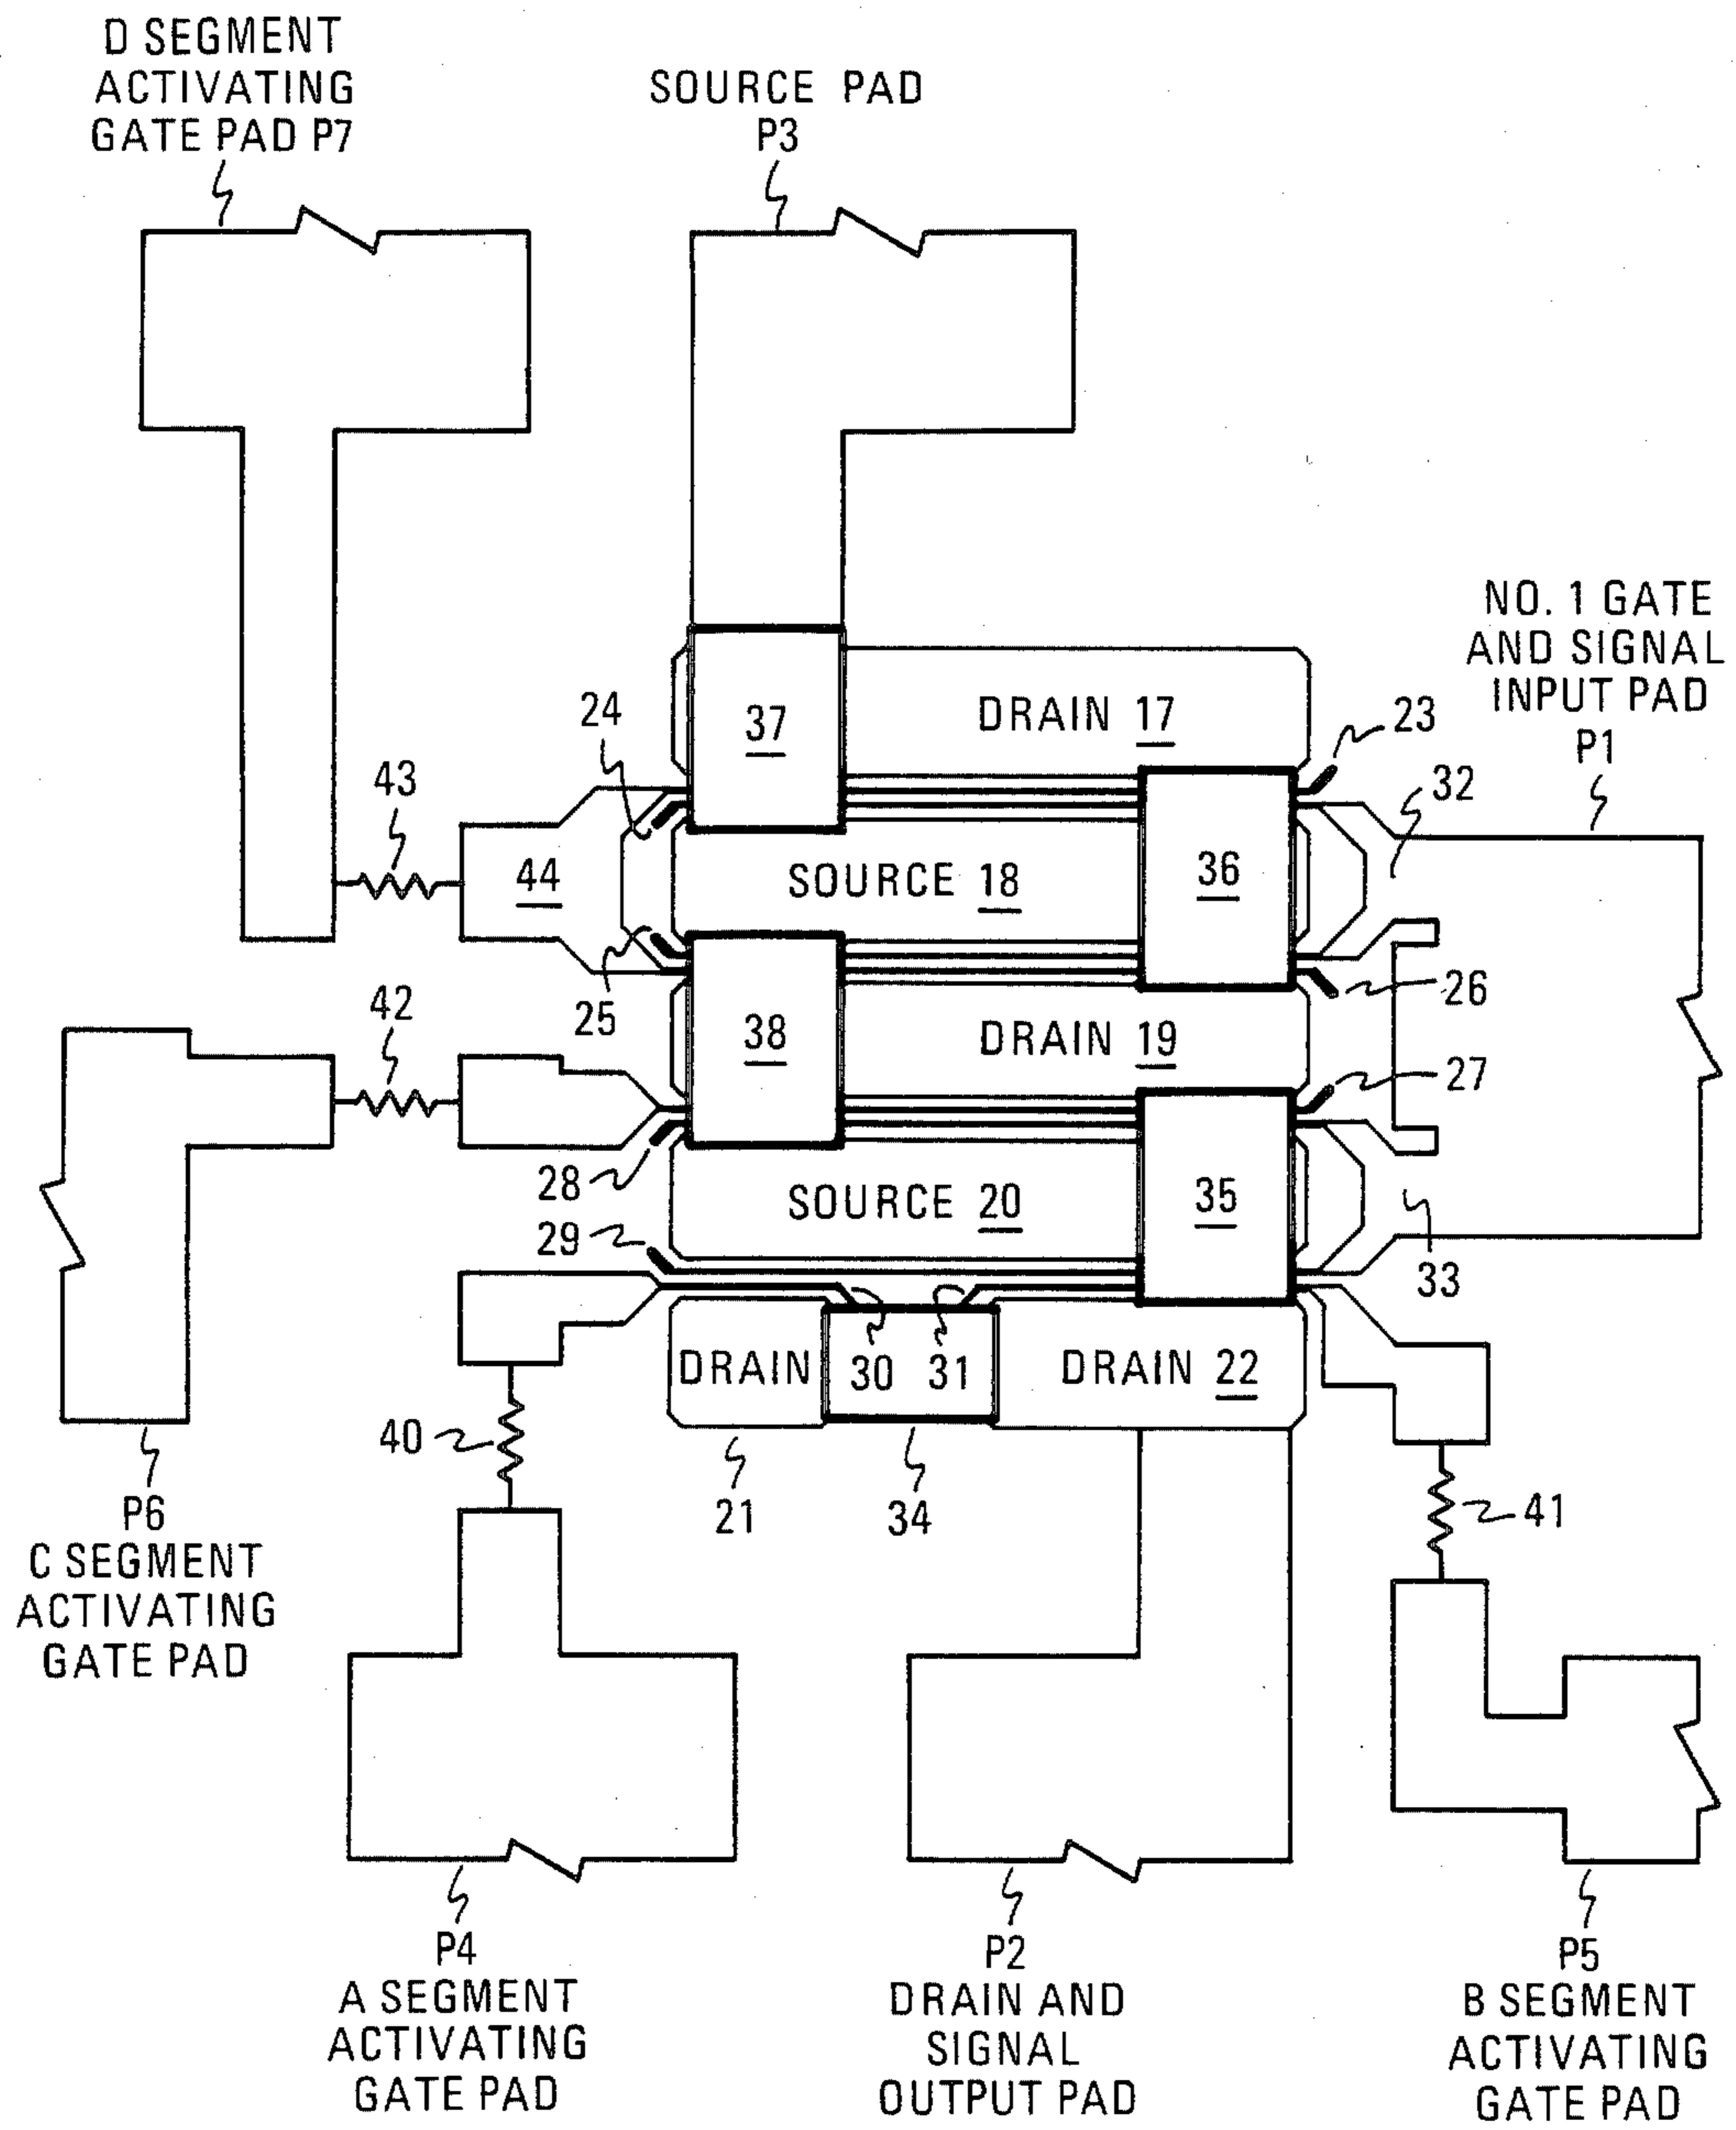 D SEGMENT
ACTIVATING
GATE PAD P7
SOURCE PAD
P3
NO. 1 GATE
AND SIGNAL
INPUT PAD
P1
24
37
DRAIN 17
23
43
32
44
SOURCE 18
36
25
26
42
38
DRAIN 19
27
28
SOURCE 20
35
29
33
DRAIN
30
31
DRAIN 22
40
21
34
41
P6
C SEGMENT
ACTIVATING
GATE PAD
P4
A SEGMENT
ACTIVATING
GATE PAD
P2
DRAIN AND
SIGNAL
OUTPUT PAD
P5
B SEGMENT
ACTIVATING
GATE PAD